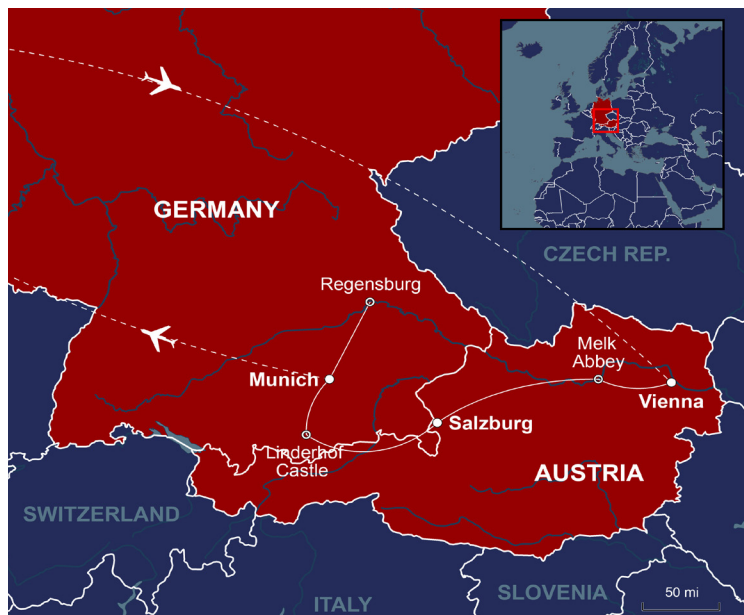 GERMANY
CZECH REP.
Regensburg
Melk
Abbey
Munich
Vienna
Salzburg
Linderhof
Castle
AUSTRIA
SWITZERLAND
SLOVENIA
ITALY
50 mi